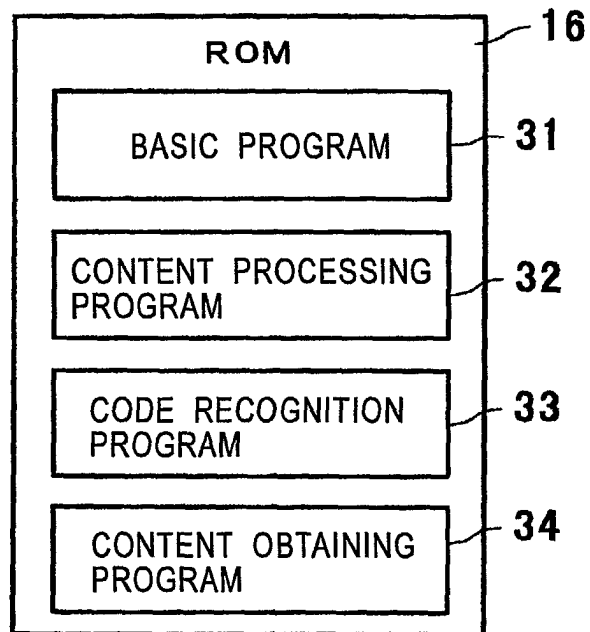 16
ROM
BASIC PROGRAM
31
CONTENT PROCESSING
PROGRAM
32
CODE RECOGNITION
PROGRAM
33
CONTENT OBTAINING
PROGRAM
34